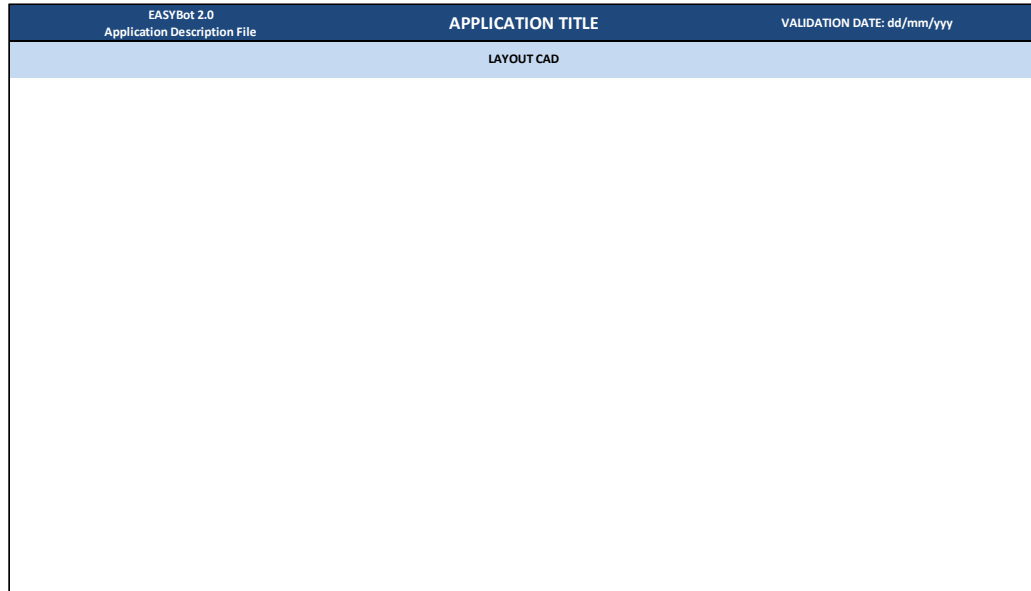 EASYBot 2.0
Application Description File
APPLICATION TITLE
VALIDATION DATE: dd/mm/yyy
LAYOUT CAD